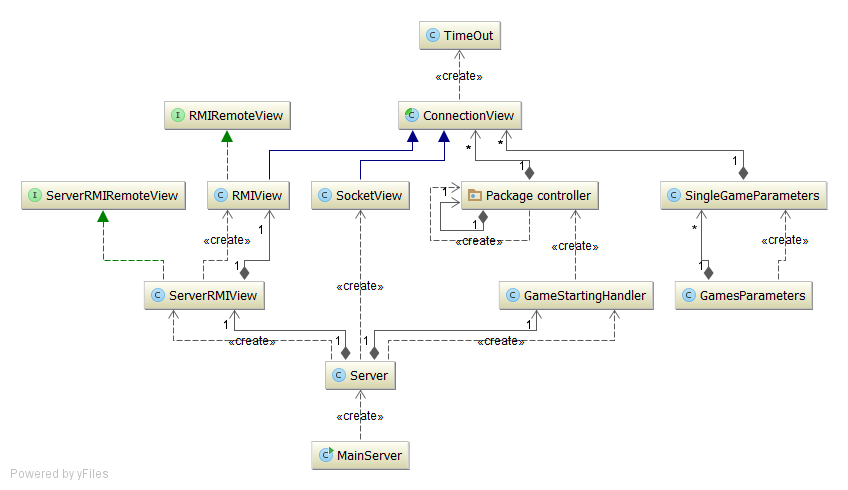 C TimeOut
«create»
I RMIRemoteView
C ConnectionView
* 1 * 1
I ServerRMIRemoteView
C RMIView
C SocketView
1 Package controller
C SingleGameParameters
«create» 1 1 «create» * «create»
1 «create» 1
C ServerRMIView
«create»
C GameStartingHandler
C GamesParameters
1 1 1 1
«create» «create»
C Server
«create»
C MainServer
Powered by yFiles